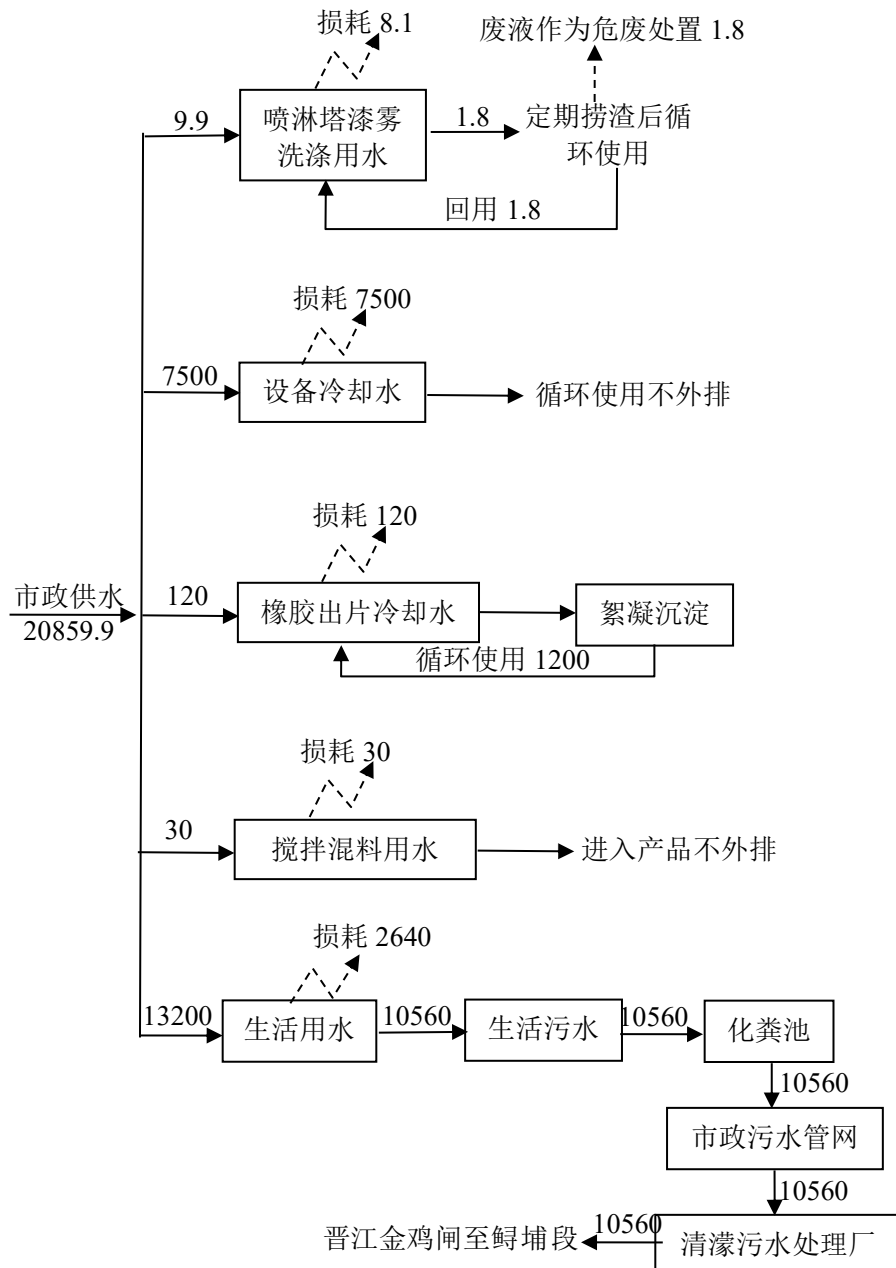 损耗 8.1
废液作为危废处置 1.8
9.9
喷淋塔漆雾
洗涤用水
1.8
定期捞渣后循
环使用
回用 1.8
损耗 7500
7500
设备冷却水
循环使用不外排
损耗 120
市政供水
20859.9
120
橡胶出片冷却水
絮凝沉淀
循环使用 1200
损耗 30
30
搅拌混料用水
进入产品不外排
损耗 2640
13200
生活用水
10560
生活污水
10560
化粪池
10560
市政污水管网
10560
晋江金鸡闸至鲟埔段
10560
清濛污水处理厂